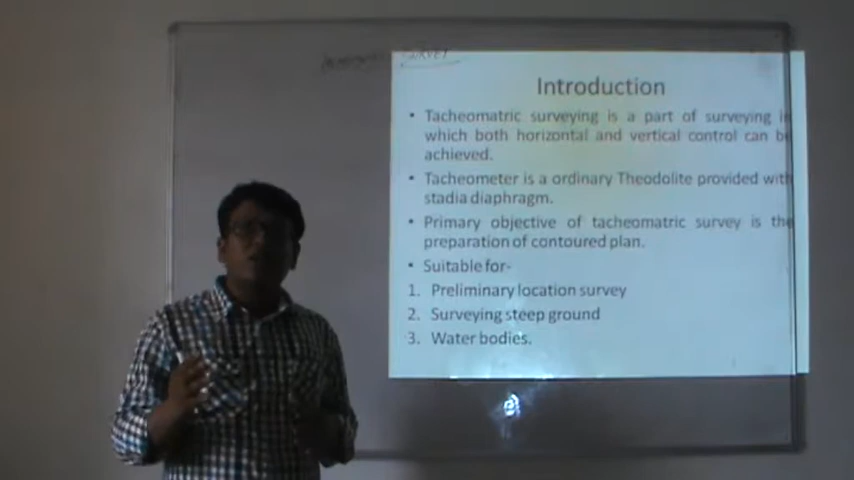 SURVEY
Introduction
• Tacheomatric surveying is a part of surveying in
which both horizontal and vertical control can be
achieved.
• Tacheometer is a ordinary Theodolite provided with
stadia diaphragm.
• Primary objective of tacheomatric survey is the
preparation of contoured plan.
• Suitable for-
1. Preliminary location survey
2. Surveying steep ground
3. Water bodies.